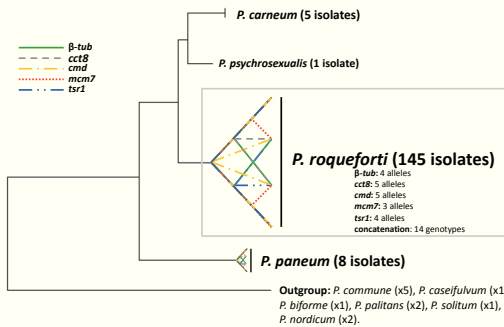 P. carneum (5 isolates)
β-tub
cct8
cmd
mcm7
tsr1
P. psychrosexualis (1 isolate)
P. roqueforti (145 isolates)
β-tub: 4 alleles
cct8: 5 alleles
cmd: 5 alleles
mcm7: 3 alleles
tsr1: 4 alleles
concatenation: 14 genotypes
P. paneum (8 isolates)
Outgroup: P. commune (x5), P. caseifulvum (x1
P. biforme (x1), P. palitans (x2), P. solitum (x1),
P. nordicum (x2).